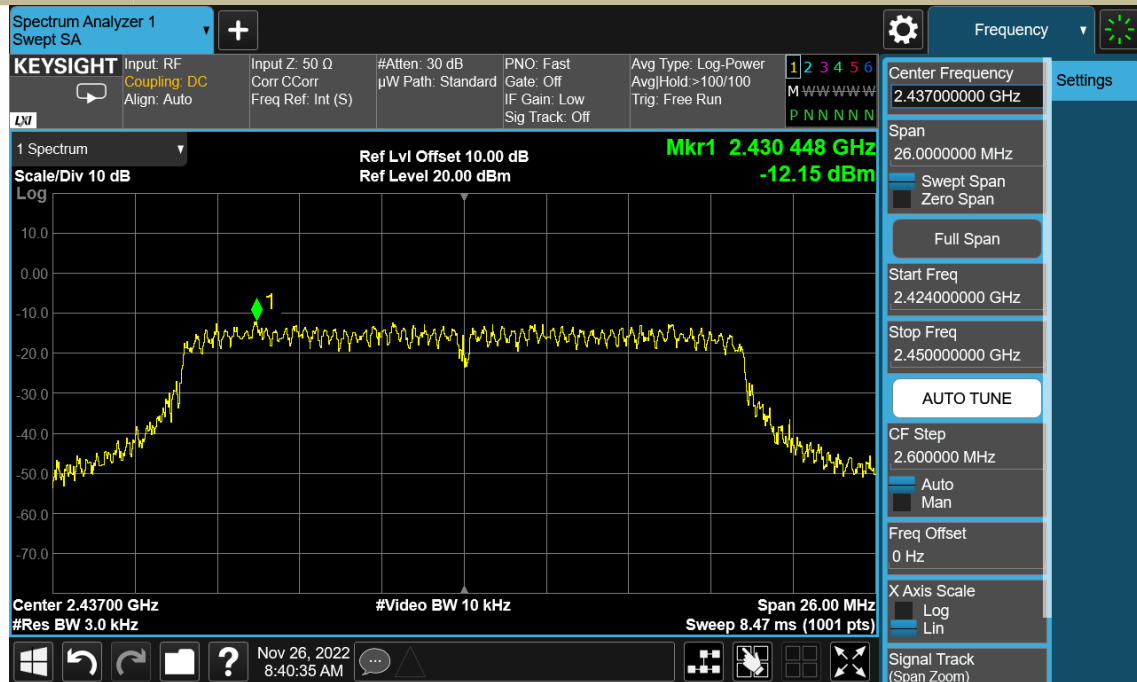 Spectrum Analyzer 1
Swept SA
+
Frequency
KEYSIGHT
LXI
Input: RF
Coupling: DC
Align: Auto
Input Z: 50 Ω
Corr CCorr
Freq Ref: Int (S)
#Atten: 30 dB
µW Path: Standard
PNO: Fast
Gate: Off
IF Gain: Low
Sig Track: Off
Avg Type: Log-Power
Avg|Hold:>100/100
Trig: Free Run
1 2 3 4 5 6
M W W W W W
P N N N N N
1 Spectrum
Scale/Div 10 dB
Log
Ref Lvl Offset 10.00 dB
Ref Level 20.00 dBm
Mkr1 2.430 448 GHz
-12.15 dBm
10.0
0.00
-10.0
-20.0
-30.0
-40.0
-50.0
-60.0
-70.0
1
Center 2.43700 GHz
#Res BW 3.0 kHz
#Video BW 10 kHz
Span 26.00 MHz
Sweep 8.47 ms (1001 pts)
Center Frequency
2.437000000 GHz
Span
26.0000000 MHz
Swept Span
Zero Span
Full Span
Start Freq
2.424000000 GHz
Stop Freq
2.450000000 GHz
AUTO TUNE
CF Step
2.600000 MHz
Auto
Man
Freq Offset
0 Hz
X Axis Scale
Log
Lin
Signal Track
(Span Zoom)
Settings
?
Nov 26, 2022
8:40:35 AM